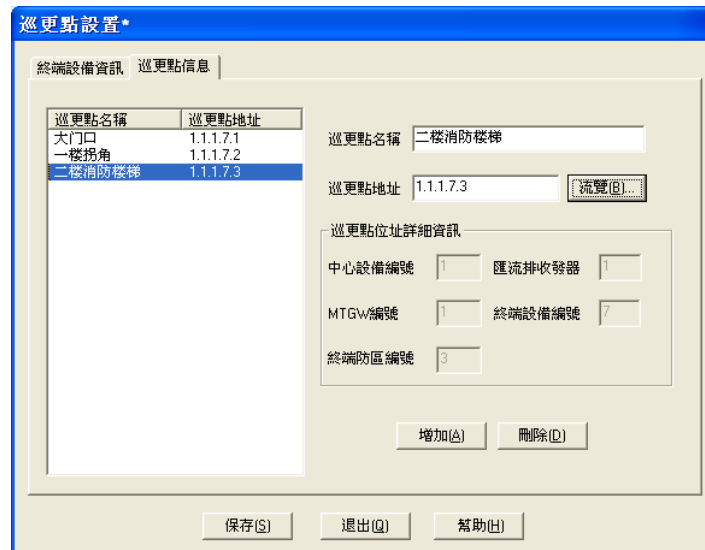 巡更點設置*
終端設備資訊 巡更點信息
巡更點名稱 巡更點地址
大门口 1.1.1.7.1
一楼拐角 1.1.1.7.2
二楼消防楼梯 1.1.1.7.3
巡更點名稱 二楼消防楼梯
巡更點地址 1.1.1.7.3 流覽(B)...
巡更點位址詳細資訊
中心設備編號 1 匯流排收發器 1
MTGW編號 1 終端設備編號 7
終端防區編號 3
增加(A) 刪除(D)
保存(S) 退出(Q) 幫助(H)